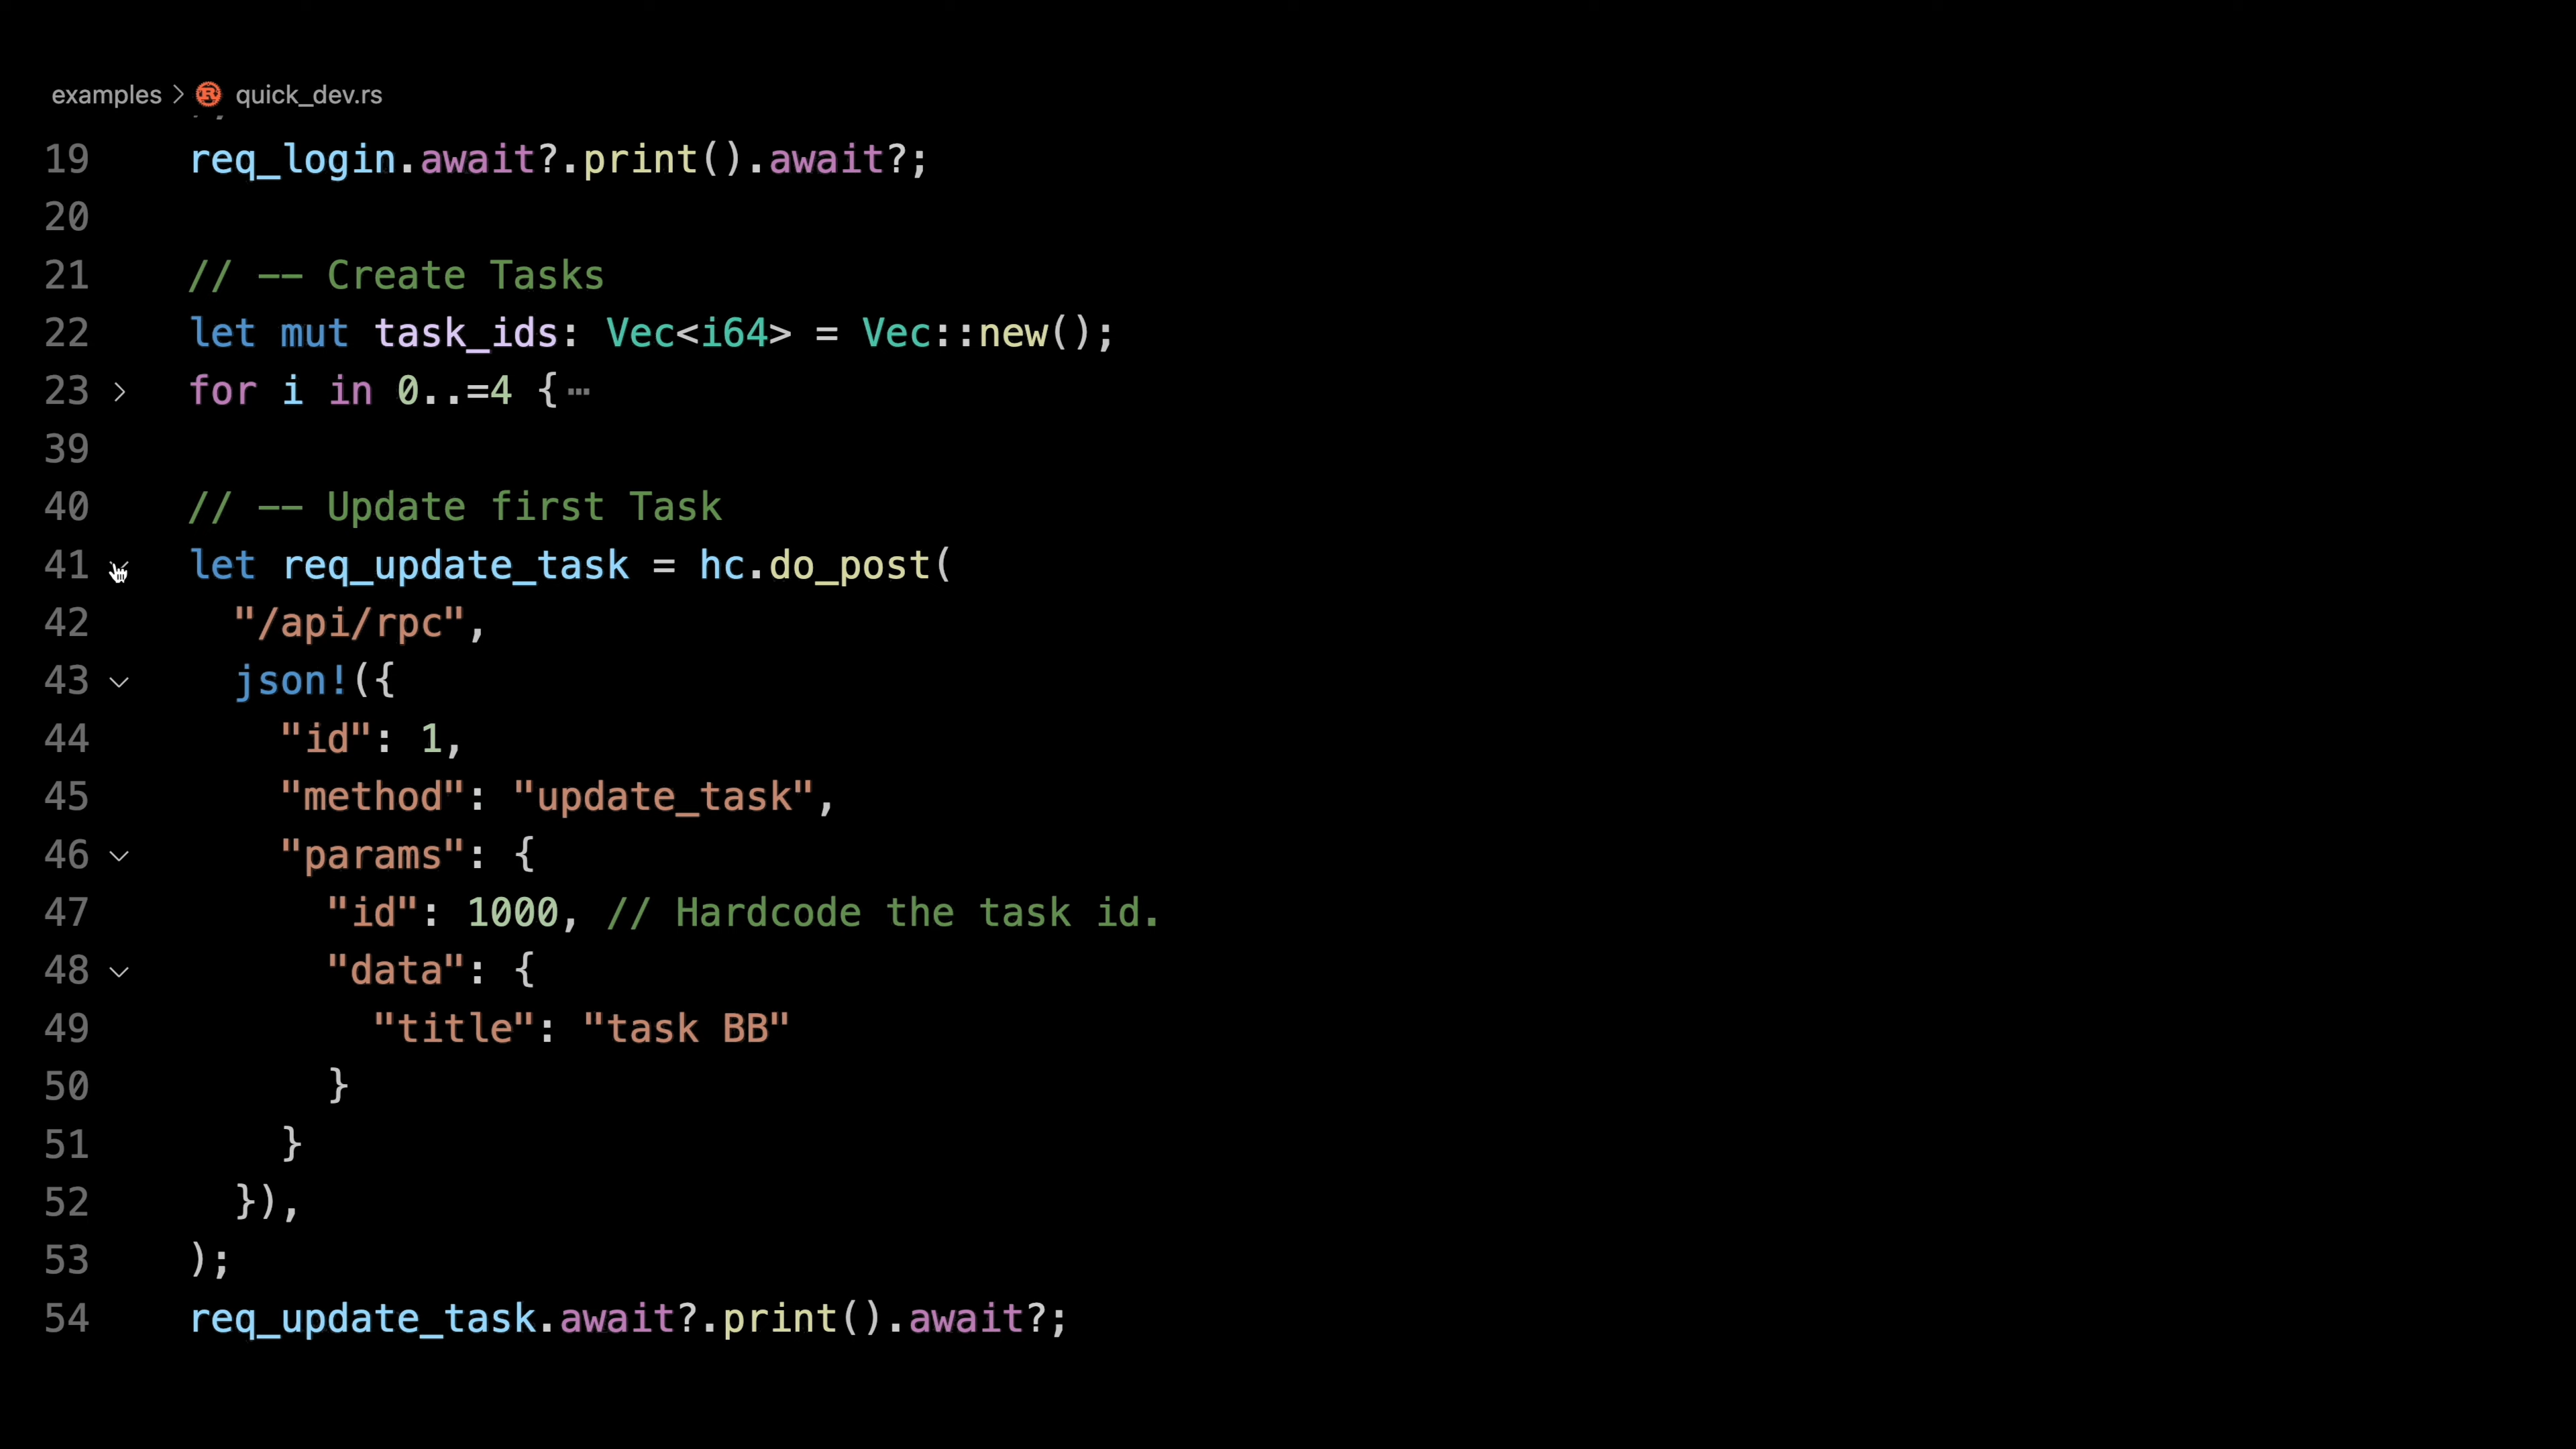 examples > quick_dev.rs
19 req_login.await?.print().await?;
20
21 // -- Create Tasks
22 let mut task_ids: Vec<i64> = Vec::new();
23 for i in 0..=4 { ⋯
39
40 // -- Update first Task
41 let req_update_task = hc.do_post(
42 "/api/rpc",
43 json!({
44 "id": 1,
45 "method": "update_task",
46 "params": {
47 "id": 1000, // Hardcode the task id.
48 "data": {
49 "title": "task BB"
50 }
51 }
52 }),
53 );
54 req_update_task.await?.print().await?;